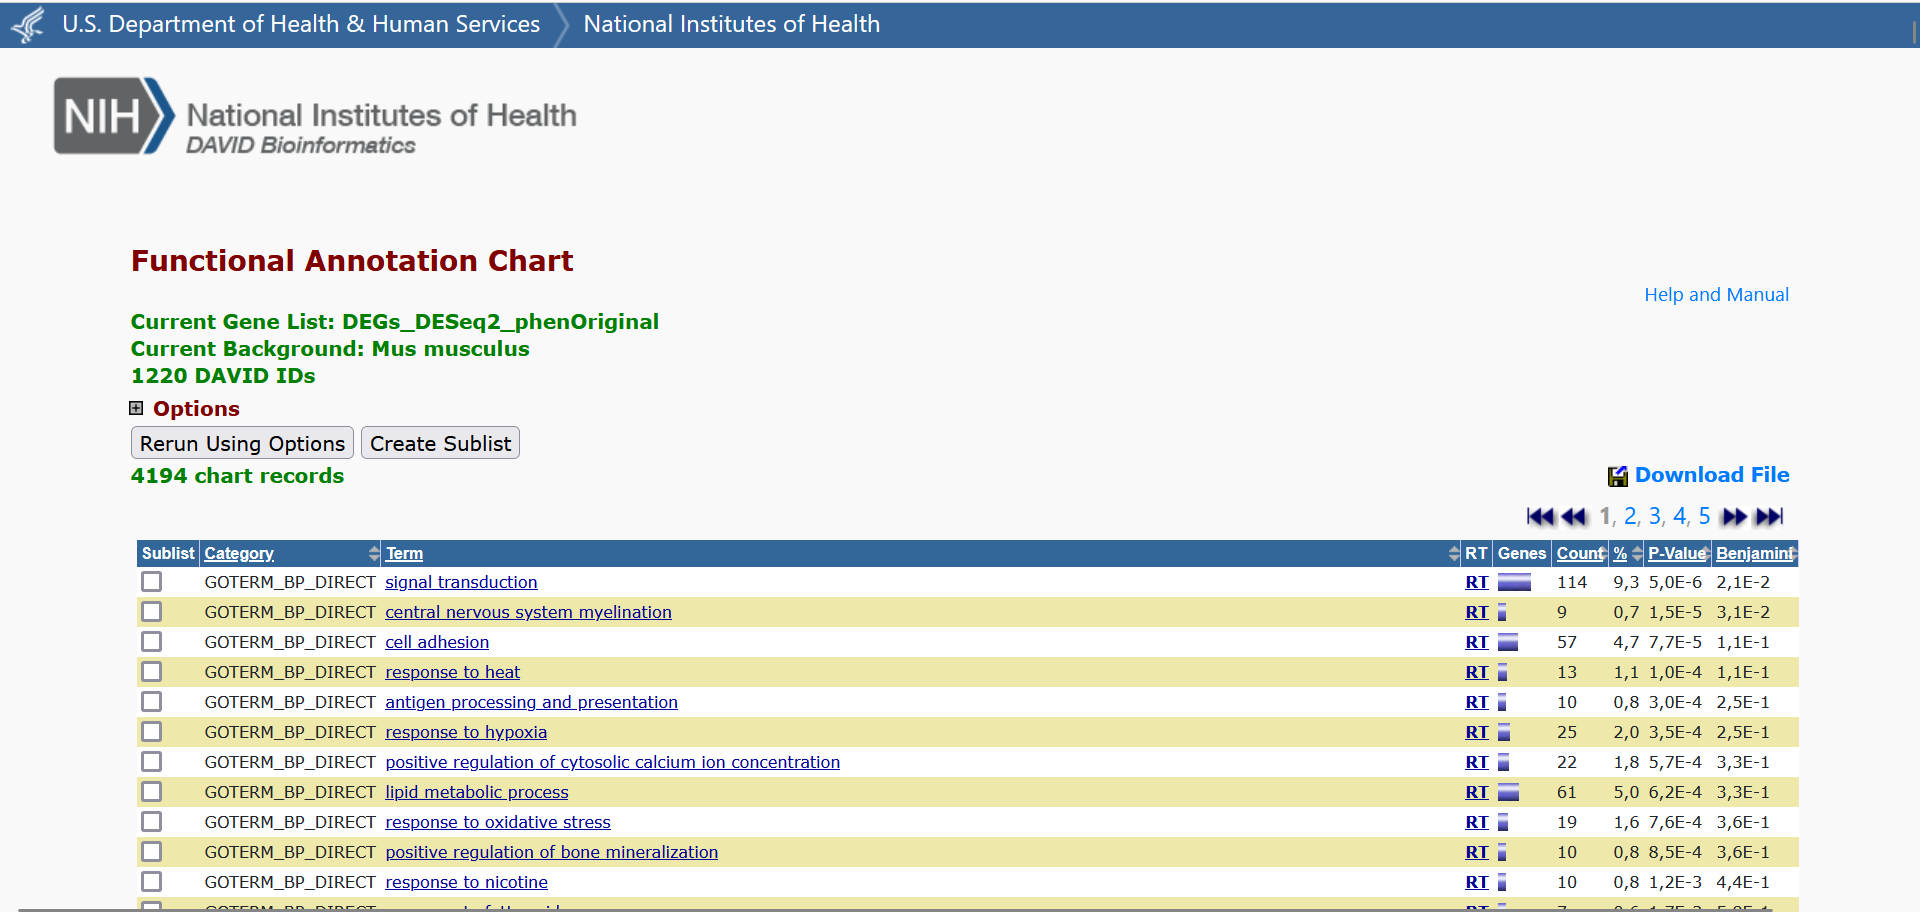 U.S. Department of Health & Human Services National Institutes of Health
NIH National Institutes of Health
DAVID Bioinformatics
Functional Annotation Chart
Help and Manual
Current Gene List: DEGs_DESeq2_phenOriginal
Current Background: Mus musculus
1220 DAVID IDs
Options
Rerun Using Options Create Sublist
4194 chart records
Download File
1, 2, 3, 4, 5
Sublist Category Term RT Genes Count % P-Value Benjamini
GOTERM_BP_DIRECT signal transduction RT 114 9,3 5,0E-6 2,1E-2
GOTERM_BP_DIRECT central nervous system myelination RT 9 0,7 1,5E-5 3,1E-2
GOTERM_BP_DIRECT cell adhesion RT 57 4,7 7,7E-5 1,1E-1
GOTERM_BP_DIRECT response to heat RT 13 1,1 1,0E-4 1,1E-1
GOTERM_BP_DIRECT antigen processing and presentation RT 10 0,8 3,0E-4 2,5E-1
GOTERM_BP_DIRECT response to hypoxia RT 25 2,0 3,5E-4 2,5E-1
GOTERM_BP_DIRECT positive regulation of cytosolic calcium ion concentration RT 22 1,8 5,7E-4 3,3E-1
GOTERM_BP_DIRECT lipid metabolic process RT 61 5,0 6,2E-4 3,3E-1
GOTERM_BP_DIRECT response to oxidative stress RT 19 1,6 7,6E-4 3,6E-1
GOTERM_BP_DIRECT positive regulation of bone mineralization RT 10 0,8 8,5E-4 3,6E-1
GOTERM_BP_DIRECT response to nicotine RT 10 0,8 1,2E-3 4,4E-1